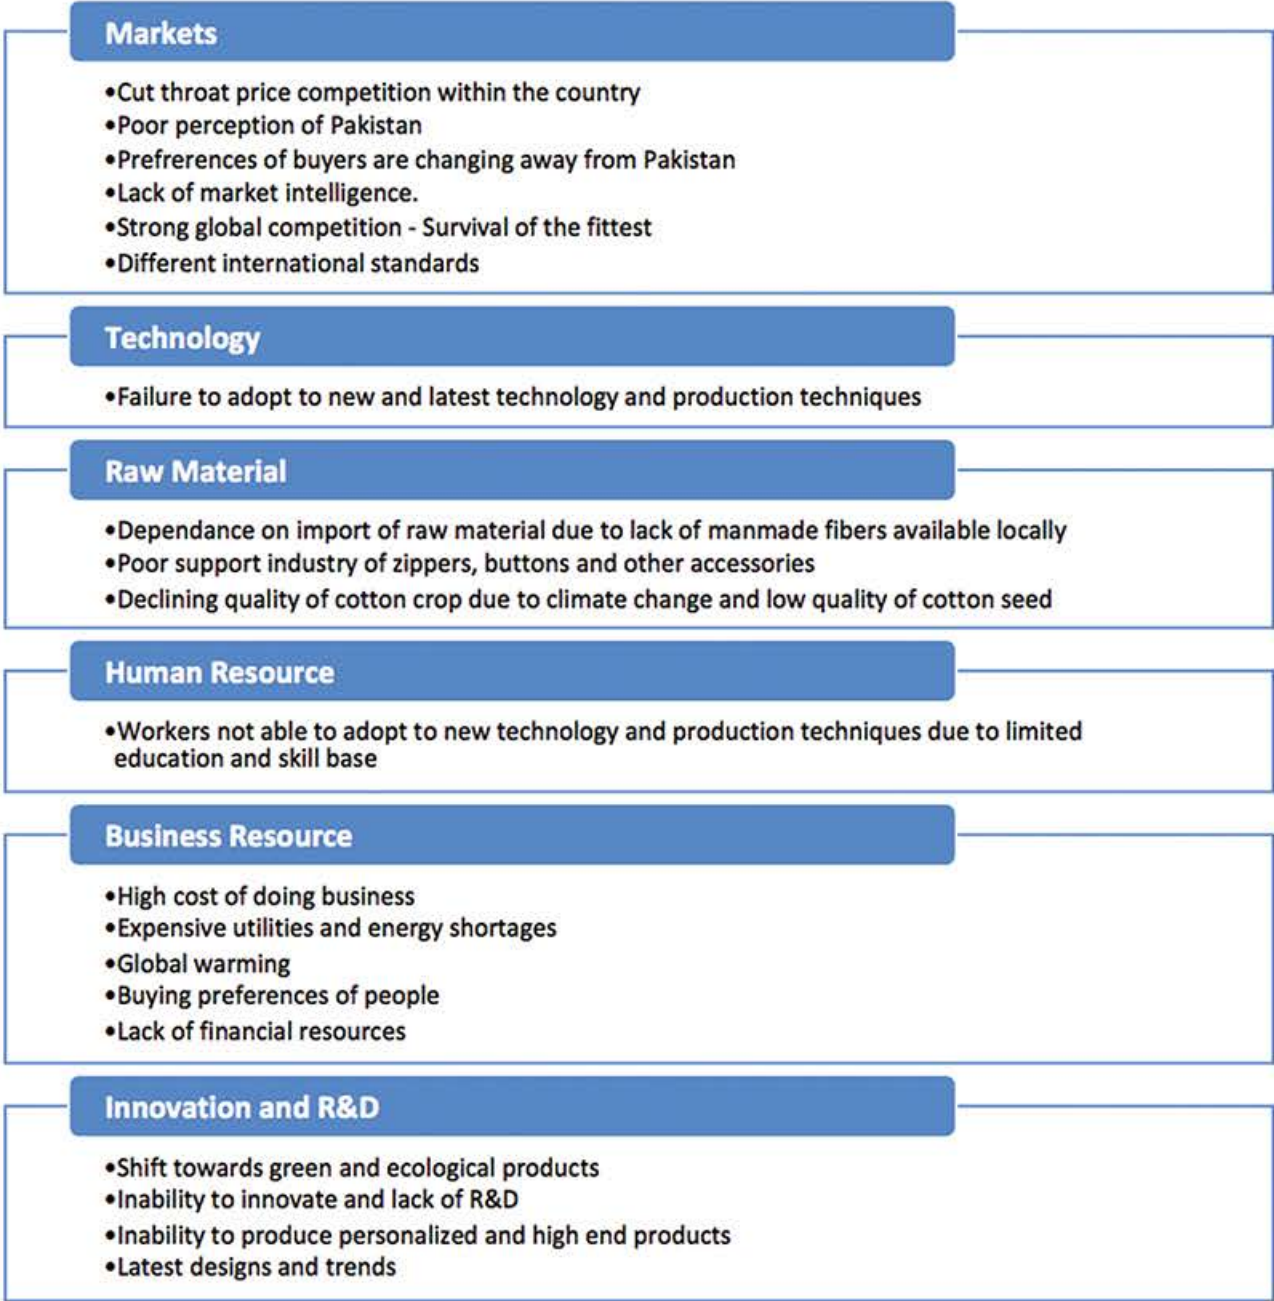 Markets
•Cut throat price competition within the country
•Poor perception of Pakistan
•Prefrerences of buyers are changing away from Pakistan
•Lack of market intelligence.
•Strong global competition - Survival of the fittest
•Different international standards
Technology
•Failure to adopt to new and latest technology and production techniques
Raw Material
•Dependance on import of raw material due to lack of manmade fibers available locally
•Poor support industry of zippers, buttons and other accessories
•Declining quality of cotton crop due to climate change and low quality of cotton seed
Human Resource
•Workers not able to adopt to new technology and production techniques due to limited
education and skill base
Business Resource
•High cost of doing business
•Expensive utilities and energy shortages
•Global warming
•Buying preferences of people
•Lack of financial resources
Innovation and R&D
•Shift towards green and ecological products
•Inability to innovate and lack of R&D
•Inability to produce personalized and high end products
•Latest designs and trends